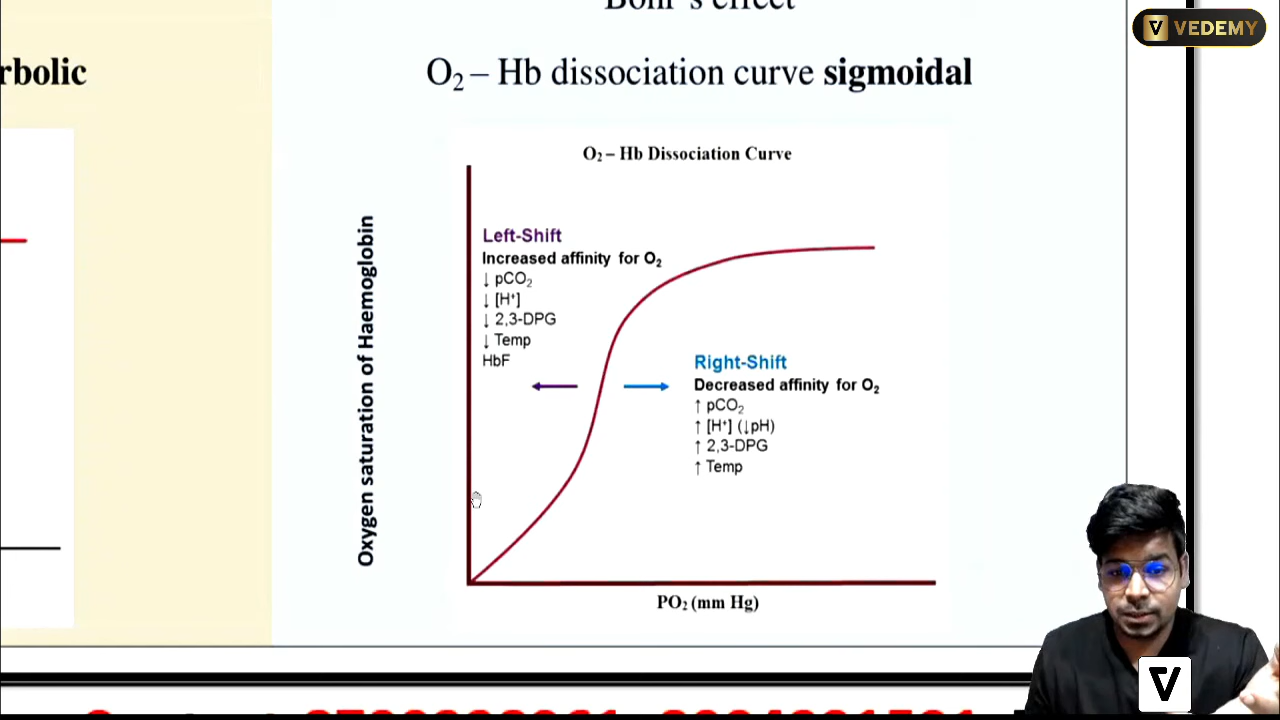 Bohr's effect
VEDEMY
rbolic
O₂ – Hb dissociation curve sigmoidal
O₂ – Hb Dissociation Curve
Oxygen saturation of Haemoglobin
Left-Shift
Increased affinity for O₂
↓ pCO₂
↓ [H⁺]
↓ 2,3-DPG
↓ Temp
HbF
Right-Shift
Decreased affinity for O₂
↑ pCO₂
↑ [H⁺] (↓pH)
↑ 2,3-DPG
↑ Temp
PO₂ (mm Hg)